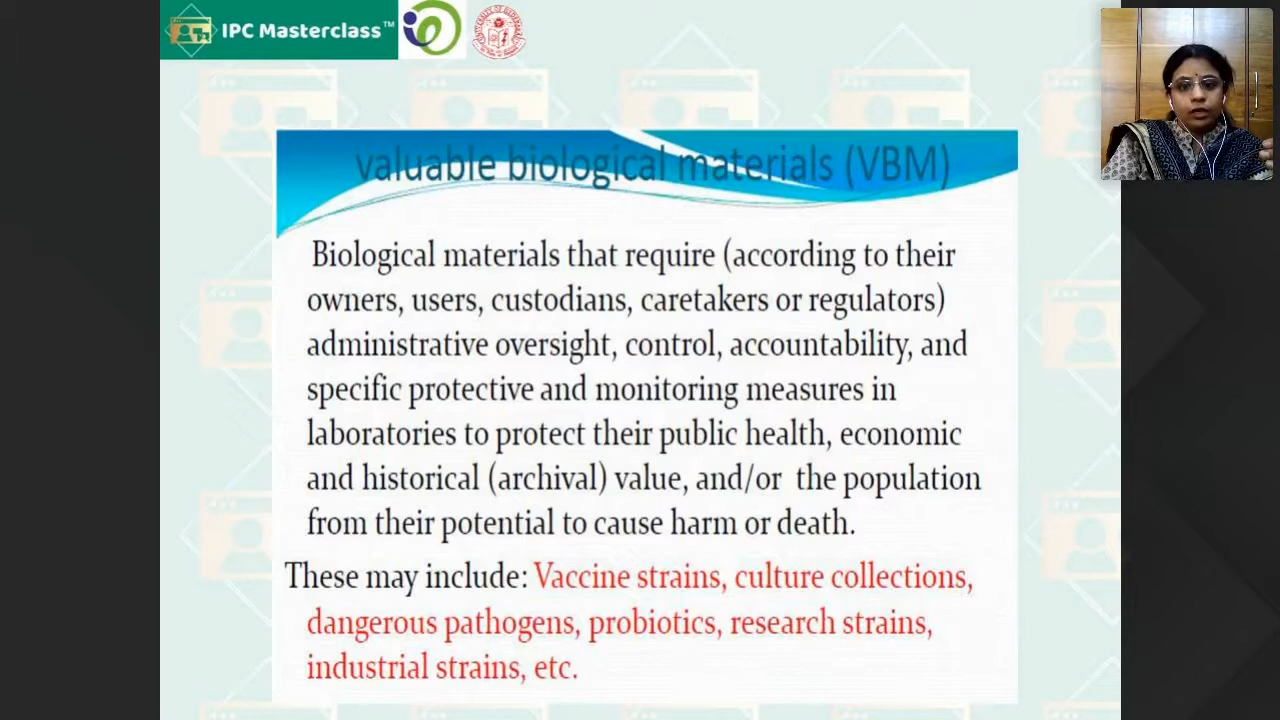 IPC Masterclass™
valuable biological materials (VBM)
Biological materials that require (according to their
owners, users, custodians, caretakers or regulators)
administrative oversight, control, accountability, and
specific protective and monitoring measures in
laboratories to protect their public health, economic
and historical (archival) value, and/or the population
from their potential to cause harm or death.
These may include: Vaccine strains, culture collections,
dangerous pathogens, probiotics, research strains,
industrial strains, etc.